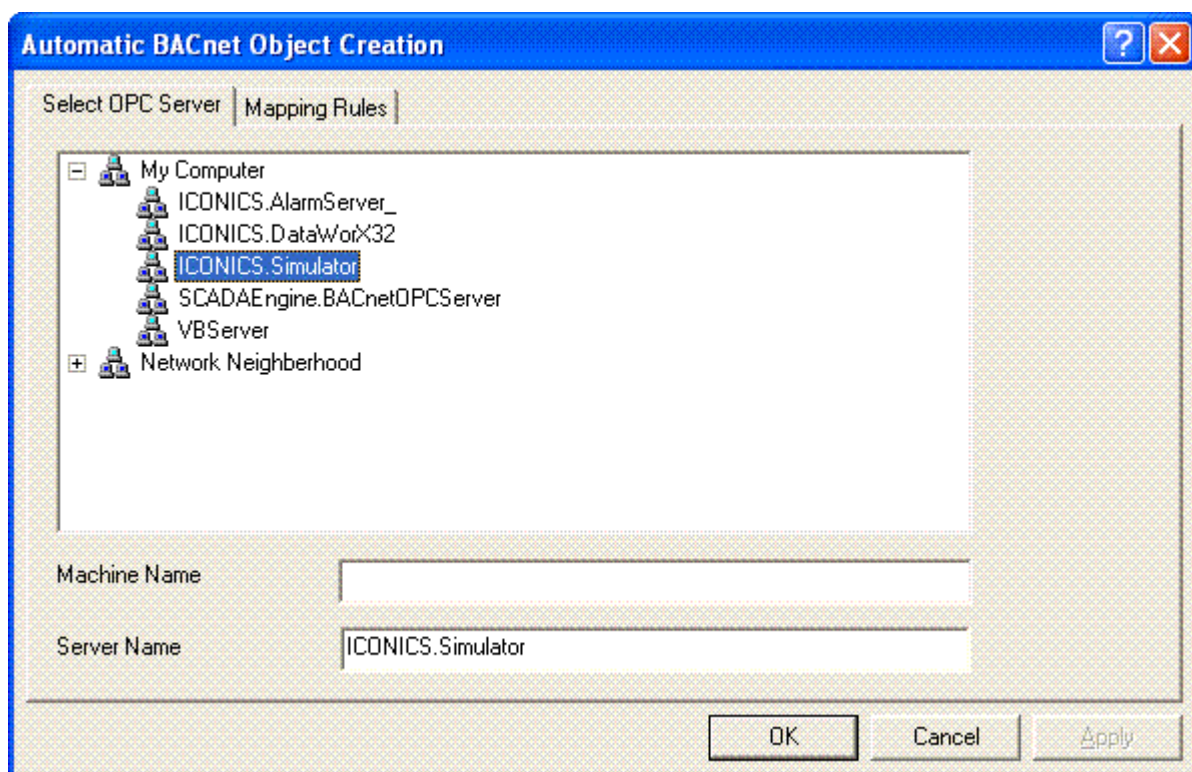 Automatic BACnet Object Creation
Select OPC Server Mapping Rules
My Computer
ICONICS.AlarmServer_
ICONICS.DataWorX32
ICONICS.Simulator
SCADAEngine.BACnetOPCServer
VBServer
Network Neighberhood
Machine Name
Server Name ICONICS.Simulator
OK Cancel Apply